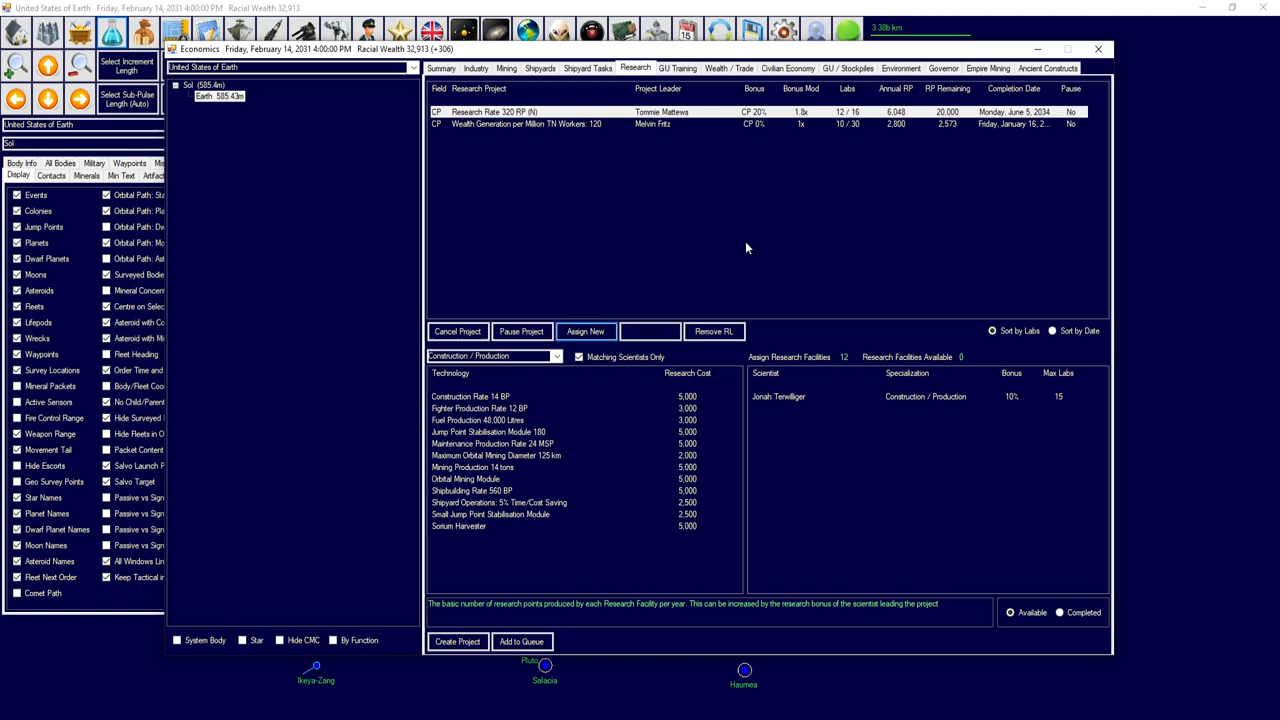 United States of Earth   Friday, February 14, 2031 4:00:00 PM   Racial Wealth 32,913
3.38b km
Select Increment Length
Select Sub-Pulse Length (Auto)
United States of Earth
Sol
Body Info All Bodies Military Waypoints Mis
Display Contacts Minerals Min Text Artifact
Events Orbital Path: Sta
Colonies Orbital Path: Pla
Jump Points Orbital Path: Dw
Planets Orbital Path: Mo
Dwarf Planets Orbital Path: Ast
Moons Surveyed Bodie
Asteroids Mineral Concen
Fleets Centre on Selec
Lifepods Asteroid with Co
Wrecks Asteroid with Mi
Waypoints Fleet Heading
Survey Locations Order Time and
Mineral Packets Body/Fleet Coo
Active Sensors No Child/Parent
Fire Control Range Hide Surveyed
Weapon Range Hide Fleets in O
Movement Tail Packet Content
Hide Escorts Salvo Launch P
Geo Survey Points Salvo Target
Star Names Passive vs Sign
Planet Names Passive vs Sign
Dwarf Planet Names Passive vs Sign
Moon Names Passive vs Sign
Asteroid Names All Windows Lin
Fleet Next Order Keep Tactical in
Comet Path
Economics   Friday, February 14, 2031 4:00:00 PM   Racial Wealth 32,913 (+306)
United States of Earth
Sol (585.4m)
Earth 585.43m
System Body Star Hide CMC By Function
Summary Industry Mining Shipyards Shipyard Tasks Research GU Training Wealth / Trade Civilian Economy GU / Stockpiles Environment Governor Empire Mining Ancient Constructs
Field Research Project Project Leader Bonus Bonus Mod Labs Annual RP RP Remaining Completion Date Pause
CP Research Rate 320 RP (N) Tommie Mattews CP 20% 1.8x 12 / 16 6,048 20,000 Monday, June 5, 2034 No
CP Wealth Generation per Million TN Workers: 120 Melvin Fritz CP 0% 1x 10 / 30 2,800 2,573 Friday, January 16, 2... No
Cancel Project Pause Project Assign New Remove RL Sort by Labs Sort by Date
Construction / Production Matching Scientists Only Assign Research Facilities 12 Research Facilities Available 0
Technology Research Cost
Construction Rate 14 BP 5,000
Fighter Production Rate 12 BP 3,000
Fuel Production 48,000 Litres 3,000
Jump Point Stabilisation Module 180 5,000
Maintenance Production Rate 24 MSP 5,000
Maximum Orbital Mining Diameter 125 km 2,000
Mining Production 14 tons 5,000
Orbital Mining Module 5,000
Shipbuilding Rate 560 BP 5,000
Shipyard Operations: 5% Time/Cost Saving 2,500
Small Jump Point Stabilisation Module 2,500
Sorium Harvester 5,000
Scientist Specialization Bonus Max Labs
Jonah Terwilliger Construction / Production 10% 15
The basic number of research points produced by each Research Facility per year. This can be increased by the research bonus of the scientist leading the project
Available Completed
Create Project Add to Queue
Ikeya-Zang
Pluto
Salacia
Haumea